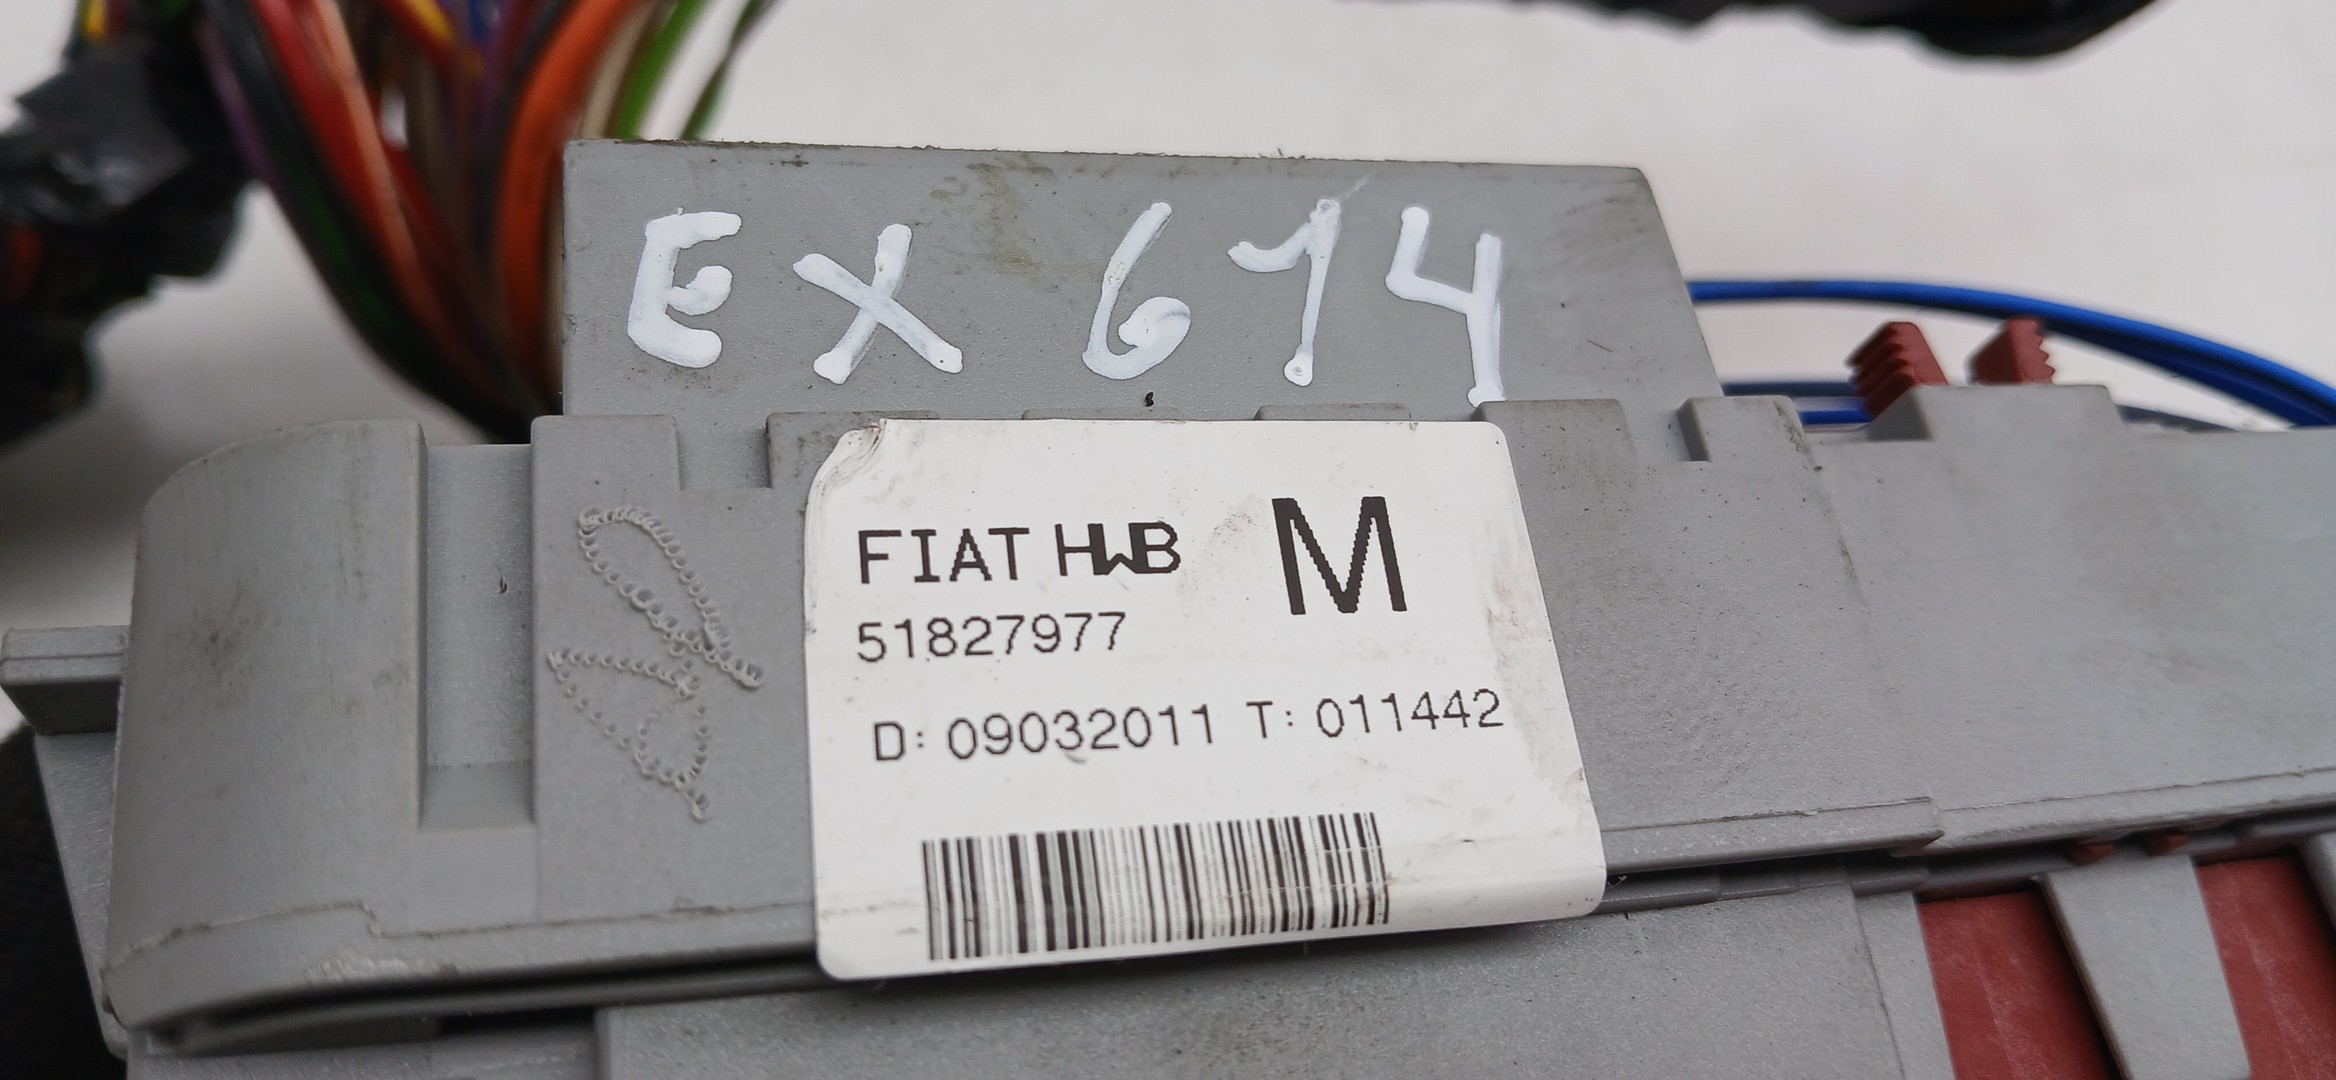 EX 614
FIAT HWB M
51827977
D: 09032011 T: 011442